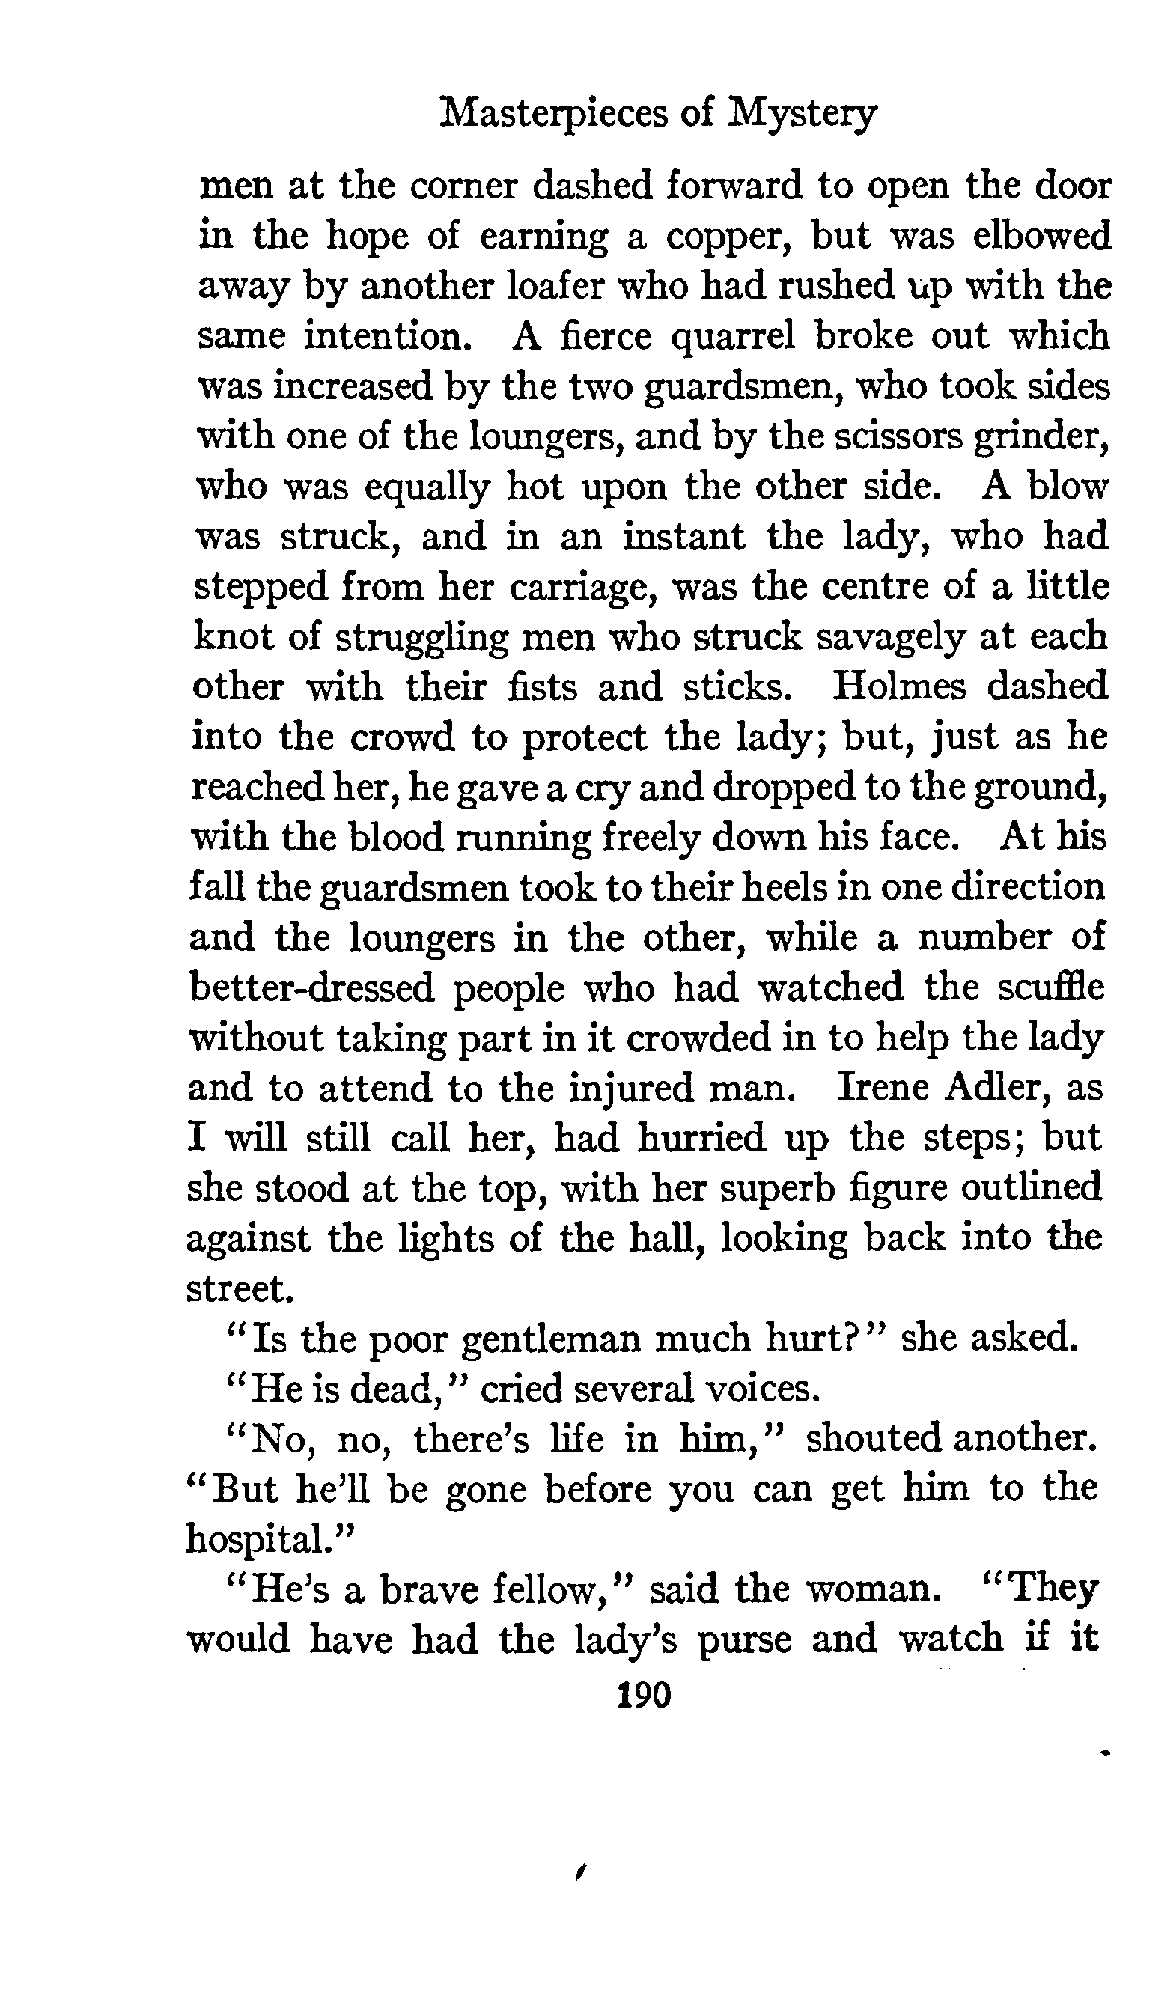 Masterpieces of Mystery
men at the corner dashed forward to open the door
in the hope of earning a copper, but was elbowed
away by another loafer who had rushed up with the
same intention. A fierce quarrel broke out which
was increased by the two guardsmen, who took sides
with one of the loungers, and by the scissors grinder,
who was equally hot upon the other side. A blow
was struck, and in an instant the lady, who had
stepped from her carriage, was the centre of a little
knot of struggling men who struck savagely at each
other with their fists and sticks. Holmes dashed
into the crowd to protect the lady; but, just as he
reached her, he gave a cry and dropped to the ground,
with the blood running freely down his face. At his
fall the guardsmen took to their heels in one direction
and the loungers in the other, while a number of
better-dressed people who had watched the scuffle
without taking part in it crowded in to help the lady
and to attend to the injured man. Irene Adler, as
I will still call her, had hurried up the steps; but
she stood at the top, with her superb figure outlined
against the lights of the hall, looking back into the
street.
"Is the poor gentleman much hurt?" she asked.
"He is dead," cried several voices.
"No, no, there's life in him," shouted another.
"But he'll be gone before you can get him to the
hospital."
"He's a brave fellow," said the woman. "They
would have had the lady's purse and watch if it
190